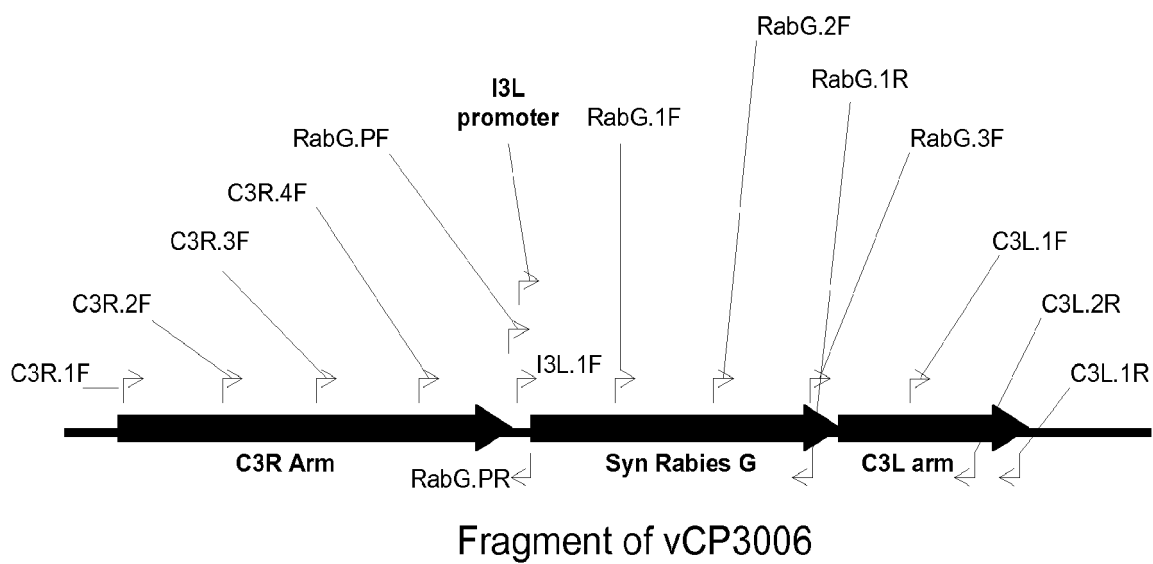 RabG.2F
RabG.1R
I3L
promoter
RabG.1F
RabG.PF
RabG.3F
C3R.4F
C3R.3F
C3L.1F
C3R.2F
C3L.2R
C3R.1F
I3L.1F
C3L.1R
C3R Arm
Syn Rabies G
C3L arm
RabG.PR
Fragment of vCP3006